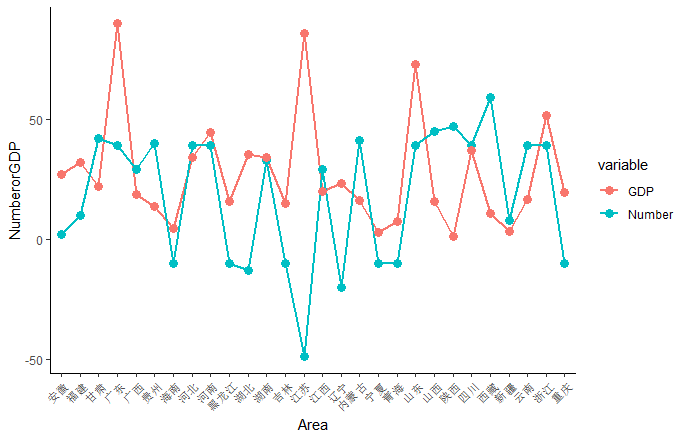 NumberorGDP
50
0
-50
安徽
福建
甘肃
广东
广西
贵州
海南
河北
河南
黑龙江
湖北
湖南
吉林
江苏
江西
辽宁
内蒙古
宁夏
青海
山东
山西
陕西
四川
西藏
新疆
云南
浙江
重庆
Area
variable
GDP
Number